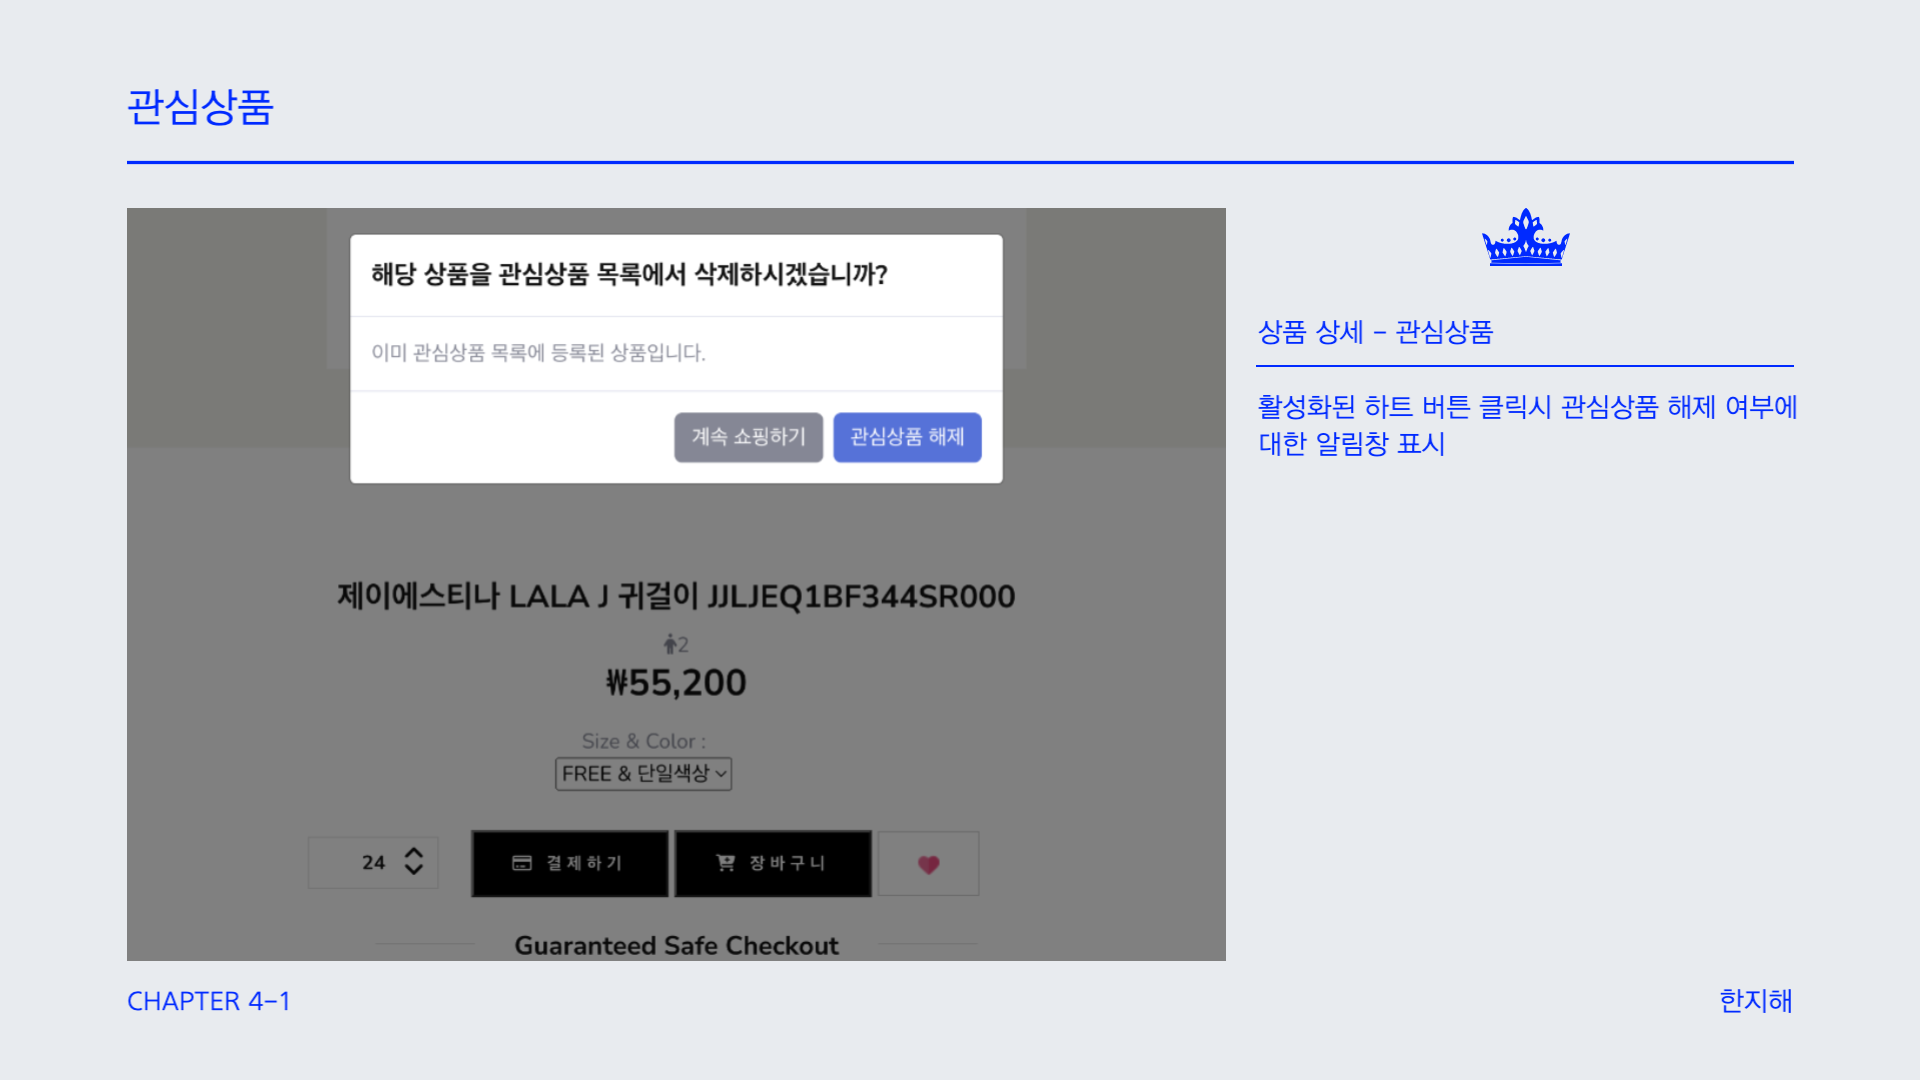 관심상품
해당 상품을 관심상품 목록에서 삭제하시겠습니까?
이미 관심상품 목록에 등록된 상품입니다.
계속 쇼핑하기
관심상품 해제
제이에스티나 LALA J 귀걸이 JJLJEQ1BF344SR000
2
₩55,200
Size & Color :
FREE & 단일색상
24
결제하기
장바구니
Guaranteed Safe Checkout
상품 상세 - 관심상품
활성화된 하트 버튼 클릭시 관심상품 해제 여부에
대한 알림창 표시
CHAPTER 4-1
한지해